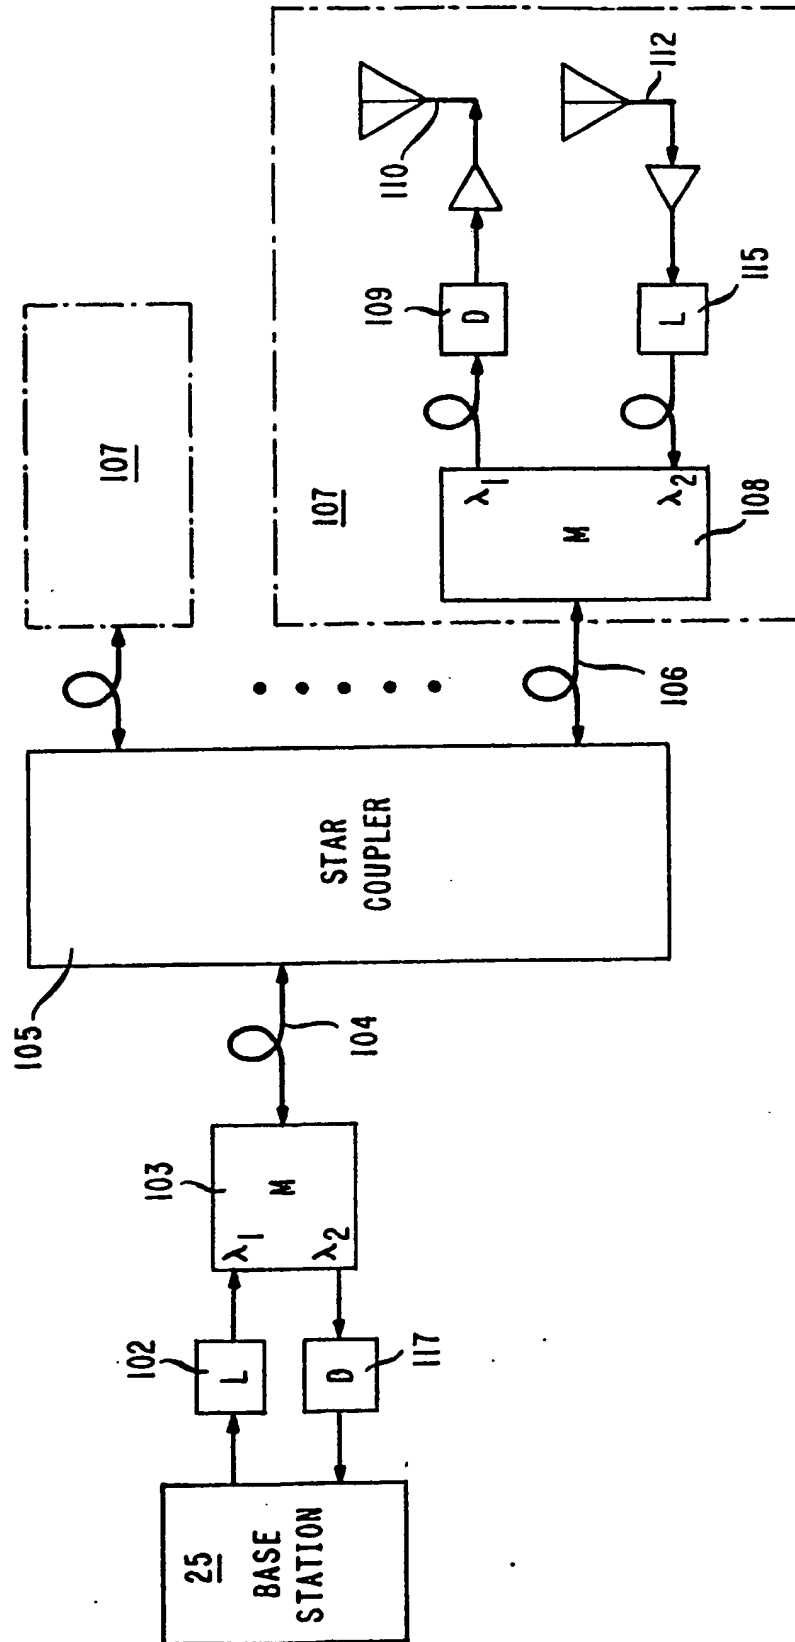 25
BASE
STATION
102
L
D
117
103
λ1
M
λ2
104
105
STAR
COUPLER
106
107
107
λ1
M
λ2
108
109
D
110
L
115
112